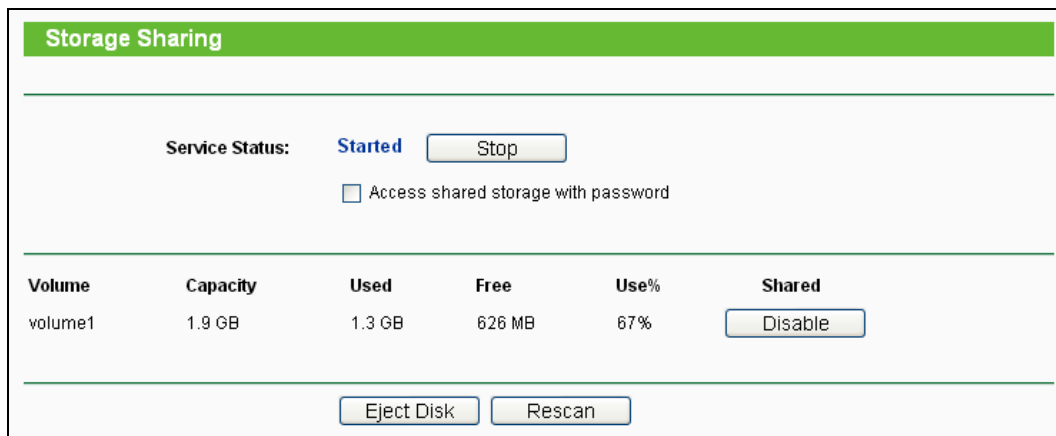 Storage Sharing
Service Status: Started Stop
Access shared storage with password
Volume Capacity Used Free Use% Shared
volume1 1.9 GB 1.3 GB 626 MB 67% Disable
Eject Disk Rescan